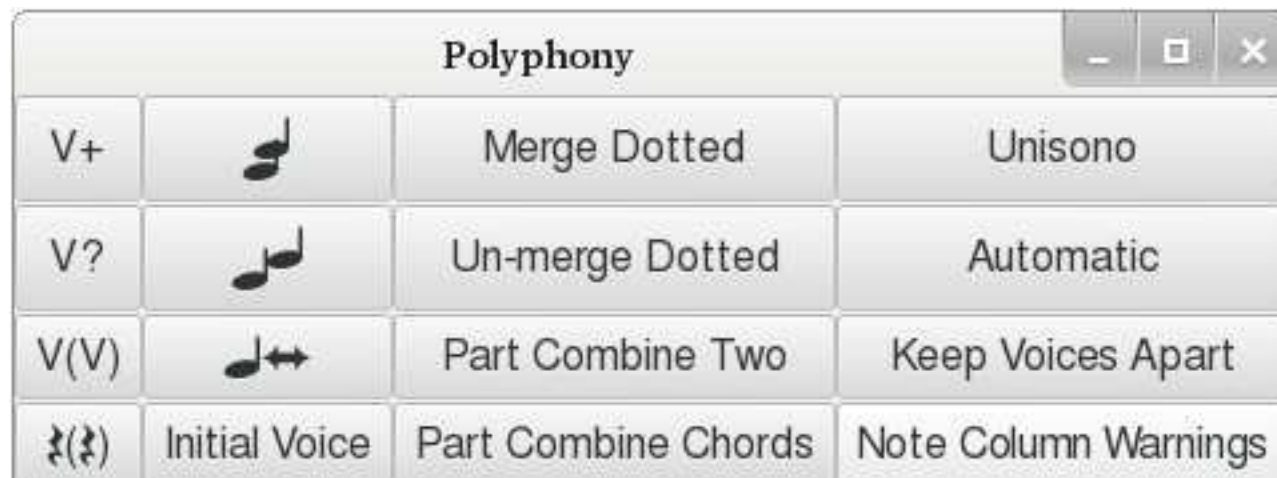 Polyphony
V+ Merge Dotted Unisono
V? Un-merge Dotted Automatic
V(V) Part Combine Two Keep Voices Apart
𝄽(𝄽) Initial Voice Part Combine Chords Note Column Warnings